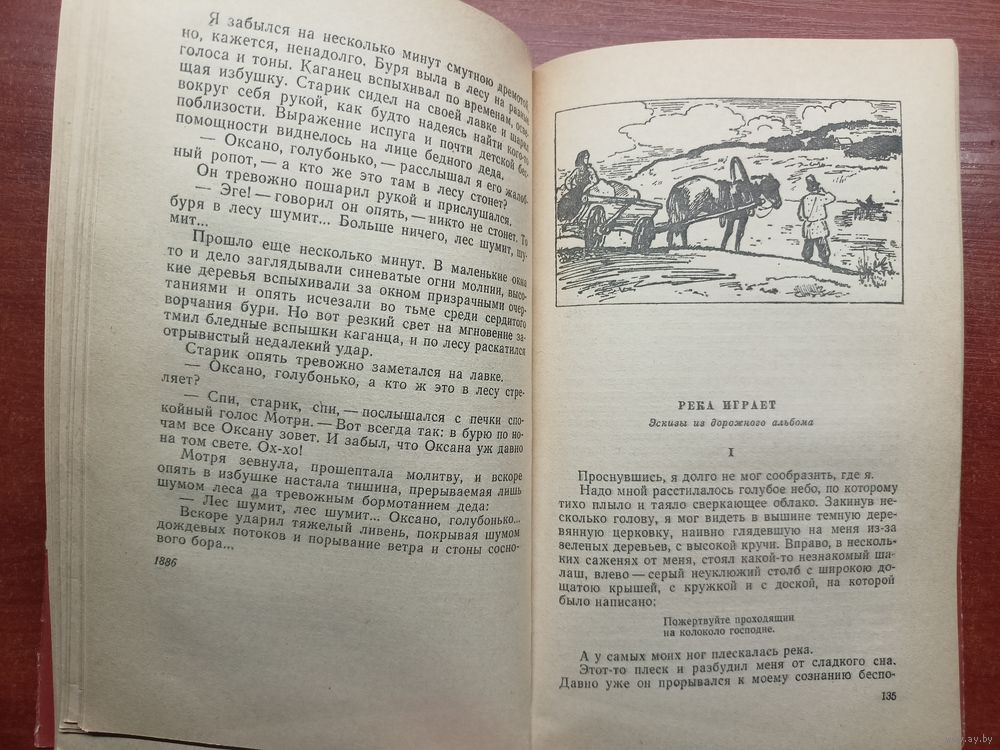 Я забылся на несколько минут смутною дремотой,
но, кажется, ненадолго. Буря выла в лесу на разные
голоса и тоны. Каганец вспыхивал по временам, осве-
щая избушку. Старик сидел на своей лавке и шарил
вокруг себя рукой, как будто надеясь найти кого-то
поблизости. Выражение испуга и почти детской бес-
помощности виднелось на лице бедного деда.
— Оксано, голубонько, — расслышал я его жалоб-
ный ропот, — а кто же это там в лесу стонет?
Он тревожно пошарил рукой и прислушался.
— Эге! — говорил он опять, — никто не стонет. То
буря в лесу шумит... Больше ничего, лес шумит, шу-
мит...
Прошло еще несколько минут. В маленькие окна
то и дело заглядывали синеватые огни молнии, высо-
кие деревья вспыхивали за окном призрачными очер-
таниями и опять исчезали во тьме среди сердитого
ворчания бури. Но вот резкий свет на мгновение за-
тмил бледные вспышки каганца, и по лесу раскатился
отрывистый недалекий удар.
Старик опять тревожно заметался на лавке.
— Оксано, голубонько, а кто ж это в лесу стре-
ляет?
— Спи, старик, спи, — послышался с печки спо-
койный голос Мотри. — Вот всегда так: в бурю по но-
чам все Оксану зовет. И забыл, что Оксана уж давно
на том свете. Ох-хо!
Мотря зевнула, прошептала молитву, и вскоре
опять в избушке настала тишина, прерываемая лишь
шумом леса да тревожным бормотанием деда:
— Лес шумит, лес шумит... Оксано, голубонько...
Вскоре ударил тяжелый ливень, покрывая шумом
дождевых потоков и порывание ветра и стоны сосно-
вого бора...
1886
РЕКА ИГРАЕТ
Эскизы из дорожного альбома
I
Проснувшись, я долго не мог сообразить, где я.
Надо мной расстилалось голубое небо, по которому
тихо плыло и таяло сверкающее облако. Закинув не-
сколько голову, я мог видеть в вышине темную дере-
вянную церковку, наивно глядевшую на меня из-за
зеленых деревьев, с высокой кручи. Вправо, в несколь-
ких саженях от меня, стоял какой-то незнакомый ша-
лаш, влево — серый неуклюжий столб с широкою до-
щатою крышей, с кружкой и с доской, на которой
было написано:
Пожертвуйте проходящии
на колоколо господне.
А у самых моих ног плескалась река.
Этот-то плеск и разбудил меня от сладкого сна.
Давно уже он прорывался к моему сознанию беспо-
135
www.ay.by